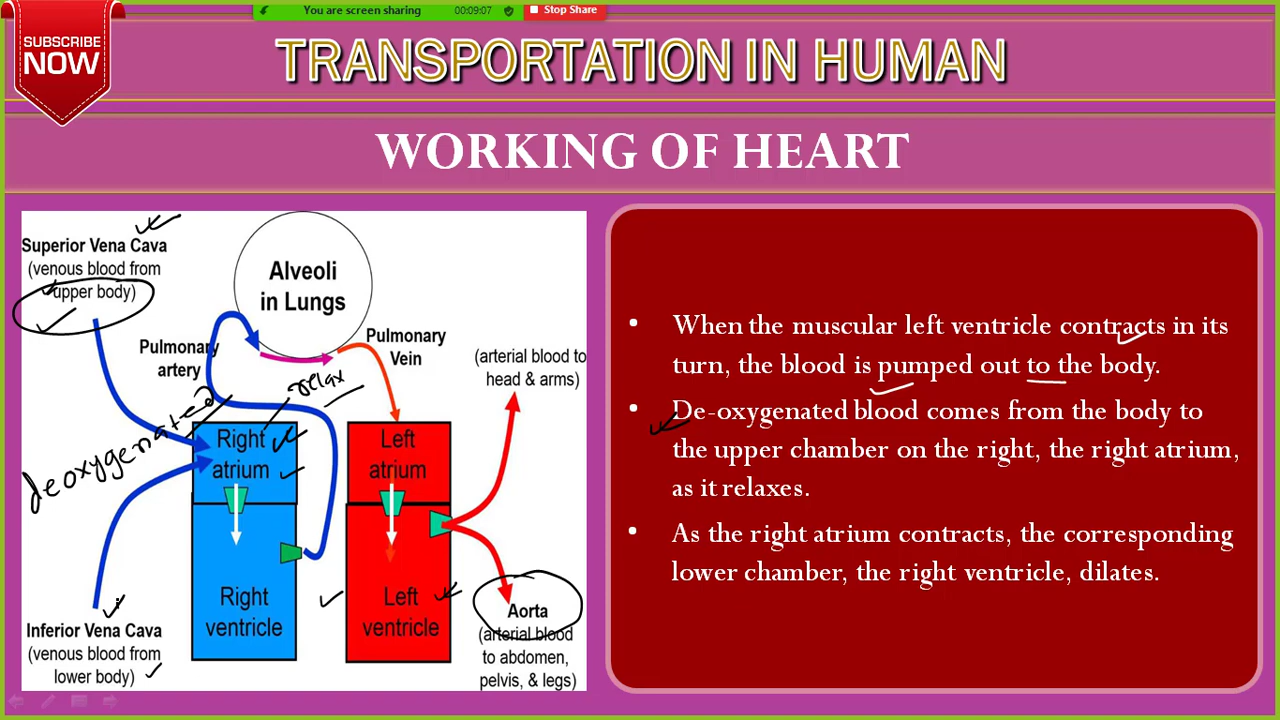 You are screen sharing
00:09:07
Stop Share
SUBSCRIBE
NOW
TRANSPORTATION IN HUMAN
WORKING OF HEART
Superior Vena Cava
(venous blood from
upper body)
Alveoli
in Lungs
Pulmonary
artery
Pulmonary
Vein
(arterial blood to
head & arms)
relax
deoxygenated
Right
atrium
Left
atrium
Right
ventricle
Left
ventricle
Inferior Vena Cava
(venous blood from
lower body)
Aorta
(arterial blood
to abdomen,
pelvis, & legs)
• When the muscular left ventricle contracts in its
turn, the blood is pumped out to the body.
• De-oxygenated blood comes from the body to
the upper chamber on the right, the right atrium,
as it relaxes.
• As the right atrium contracts, the corresponding
lower chamber, the right ventricle, dilates.